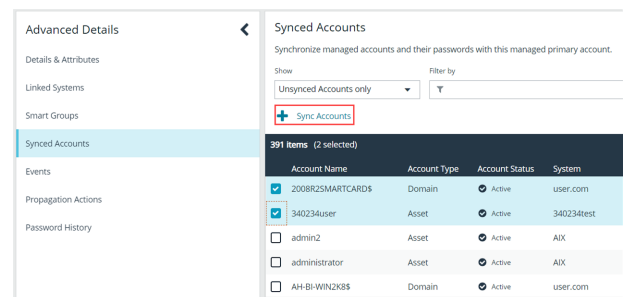 Advanced Details
Details & Attributes
Linked Systems
Smart Groups
Synced Accounts
Events
Propagation Actions
Password History
Synced Accounts
Synchronize managed accounts and their passwords with this managed primary account.
Show Filter by
Unsynced Accounts only
Sync Accounts
391 items (2 selected)
Account Name Account Type Account Status System
2008R2SMARTCARD$ Domain Active user.com
340234user Asset Active 340234test
admin2 Asset Active AIX
administrator Asset Active AIX
AH-BI-WIN2K8$ Domain Active user.com